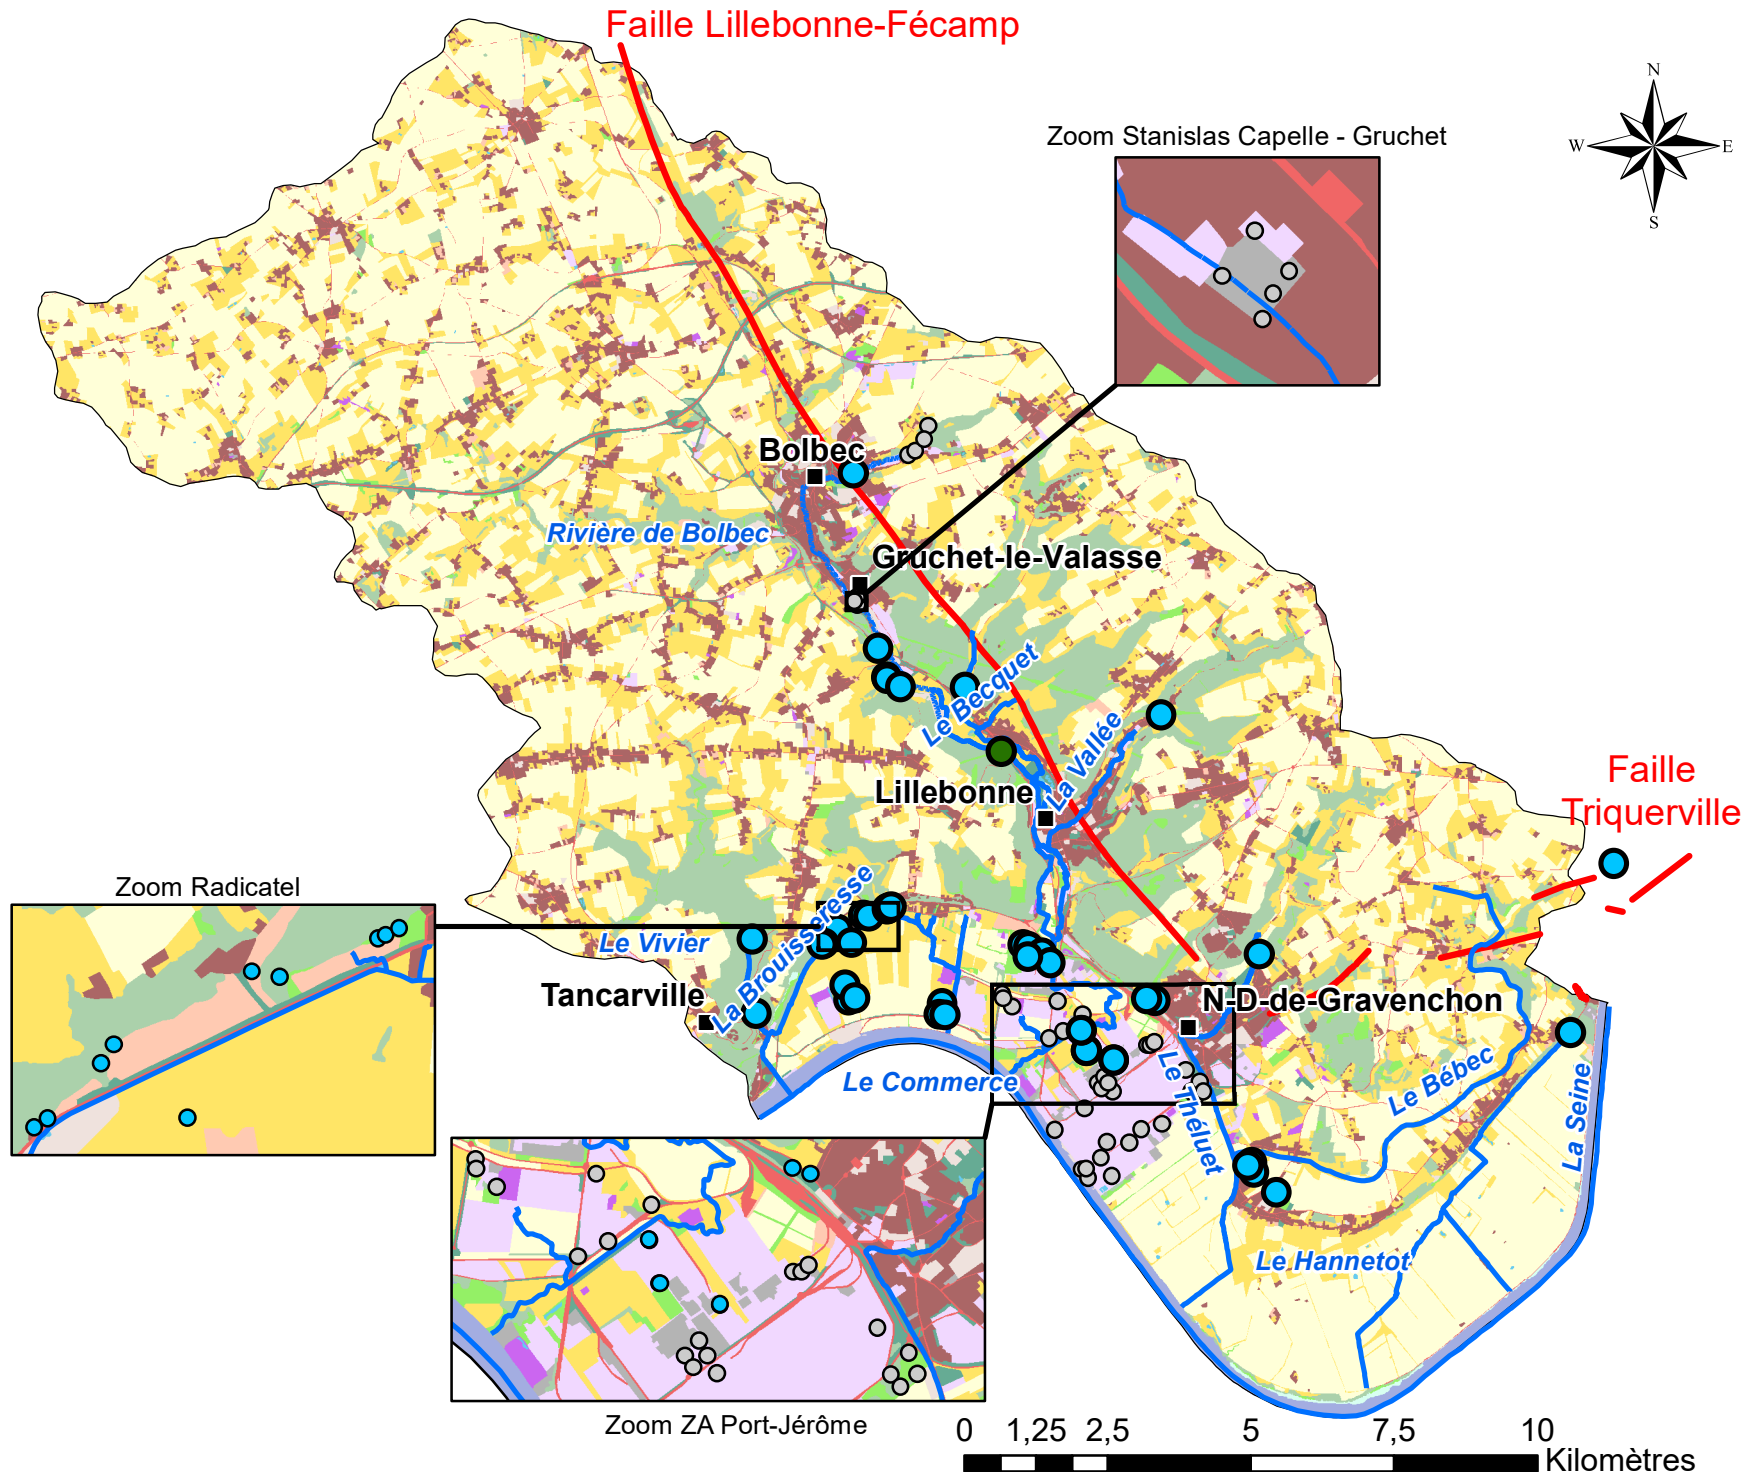 Faille Lillebonne-Fécamp
N
W
E
S
Zoom Stanislas Capelle - Gruchet
Bolbec
Rivière de Bolbec
Gruchet-le-Valasse
Le Becquet
La Vallée
Lillebonne
Faille
Triquerville
Zoom Radicatel
La Brouisseresse
Le Vivier
Tancarville
N-D-de-Gravenchon
Le Commerce
Le Théluet
Le Bébec
La Seine
Le Hannetot
Zoom ZA Port-Jérôme
0 1,25 2,5 5 7,5 10
Kilomètres